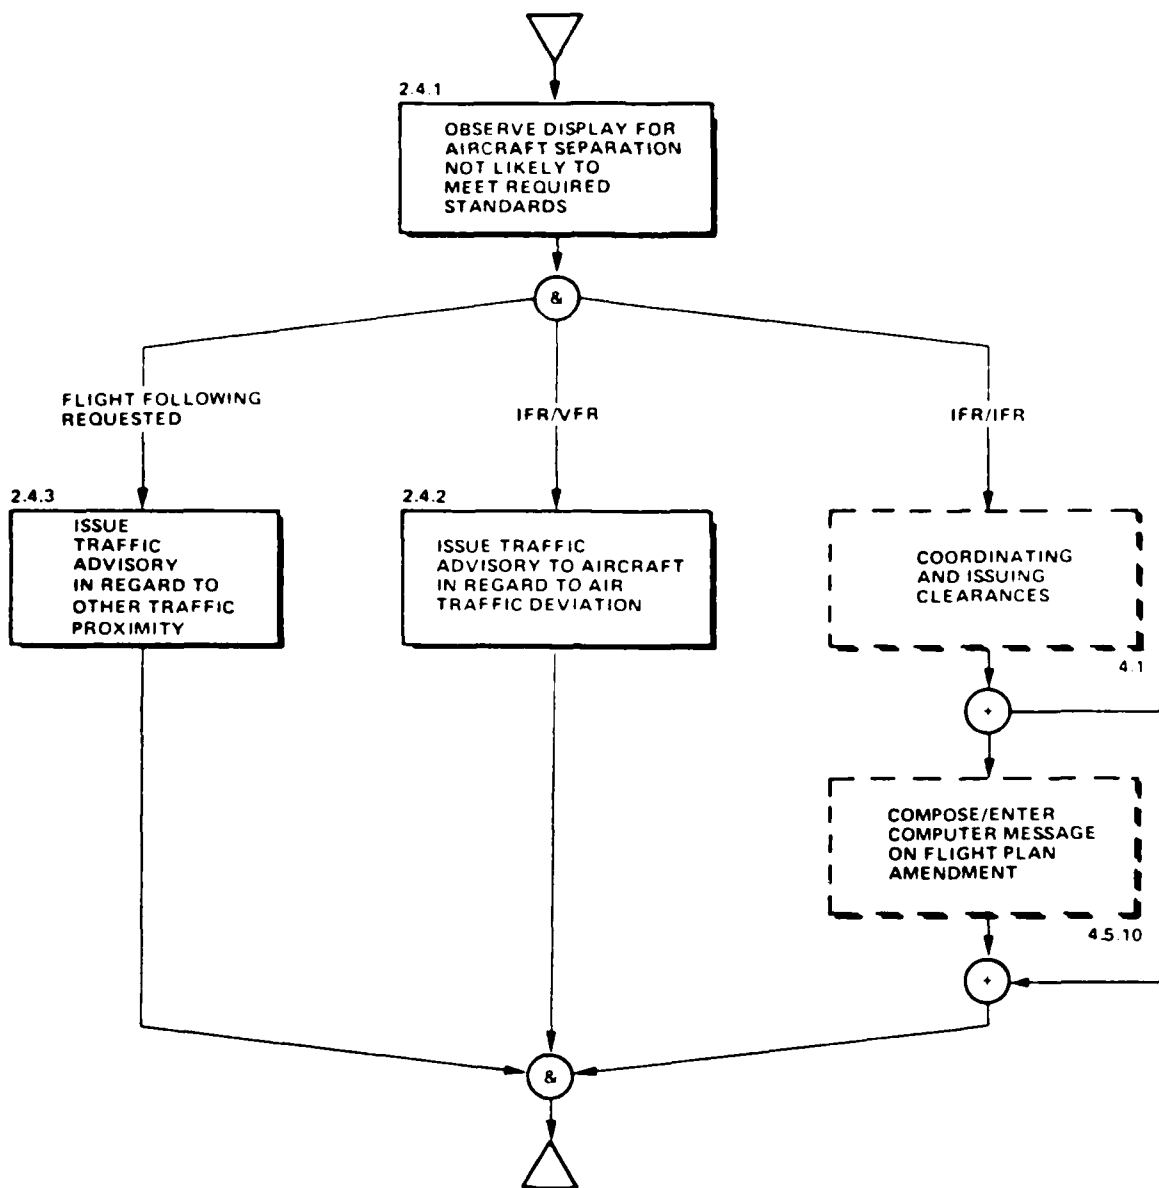 2.4.1
OBSERVE DISPLAY FOR
AIRCRAFT SEPARATION
NOT LIKELY TO
MEET REQUIRED
STANDARDS
&
FLIGHT FOLLOWING
REQUESTED
IFR/VFR
IFR/IFR
2.4.3
ISSUE
TRAFFIC
ADVISORY
IN REGARD TO
OTHER TRAFFIC
PROXIMITY
2.4.2
ISSUE TRAFFIC
ADVISORY TO AIRCRAFT
IN REGARD TO AIR
TRAFFIC DEVIATION
COORDINATING
AND ISSUING
CLEARANCES
4.1
+
COMPOSE/ENTER
COMPUTER MESSAGE
ON FLIGHT PLAN
AMENDMENT
4.5.10
+
&